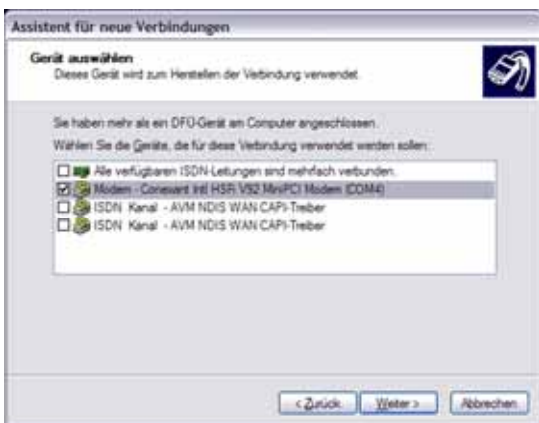 Assistent für neue Verbindungen
Gerät auswählen
Dieses Gerät wird zum Herstellen der Verbindung verwendet.
Sie haben mehr als ein DFÜ-Gerät am Computer angeschlossen.
Wählen Sie die Geräte, die für diese Verbindung verwendet werden sollen:
Alle verfügbaren ISDN-Leitungen sind mehrfach verbunden.
Modem - Conexant Intl HSFi V92 MiniPCI Modem (COM4)
ISDN Kanal - AVM NDIS WAN CAPI-Treiber
ISDN Kanal - AVM NDIS WAN CAPI-Treiber
< Zurück Weiter > Abbrechen